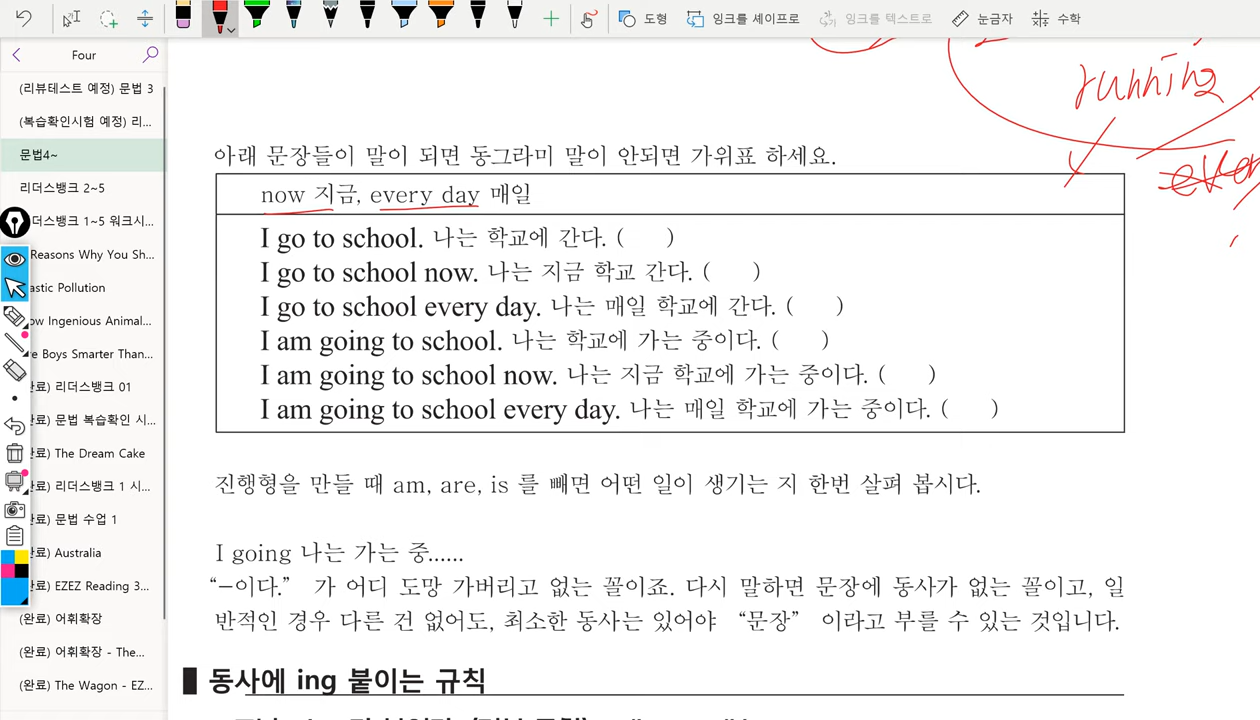 도형
잉크를 셰이프로
잉크를 텍스트로
눈금자
수학
Four
(리뷰테스트 예정) 문법 3
(복습확인시험 예정) 리...
문법4~
리더스뱅크 2~5
더스뱅크 1~5 워크시...
Reasons Why You Sh...
astic Pollution
ow Ingenious Animal...
re Boys Smarter Than...
료) 리더스뱅크 01
료) 문법 복습확인 시...
료) The Dream Cake
료) 리더스뱅크 1 시...
료) 문법 수업 1
료) Australia
료) EZEZ Reading 3...
(완료) 어휘확장
(완료) 어휘확장 - The...
(완료) The Wagon - EZ...
running
아래 문장들이 말이 되면 동그라미 말이 안되면 가위표 하세요.
now 지금, every day 매일
I go to school. 나는 학교에 간다. (    )
I go to school now. 나는 지금 학교 간다. (    )
I go to school every day. 나는 매일 학교에 간다. (    )
I am going to school. 나는 학교에 가는 중이다. (    )
I am going to school now. 나는 지금 학교에 가는 중이다. (    )
I am going to school every day. 나는 매일 학교에 가는 중이다. (    )
진행형을 만들 때 am, are, is 를 빼면 어떤 일이 생기는 지 한번 살펴 봅시다.
I going 나는 가는 중......
“-이다.” 가 어디 도망 가버리고 없는 꼴이죠. 다시 말하면 문장에 동사가 없는 꼴이고, 일
반적인 경우 다른 건 없어도, 최소한 동사는 있어야 “문장” 이라고 부를 수 있는 것입니다.
동사에 ing 붙이는 규칙